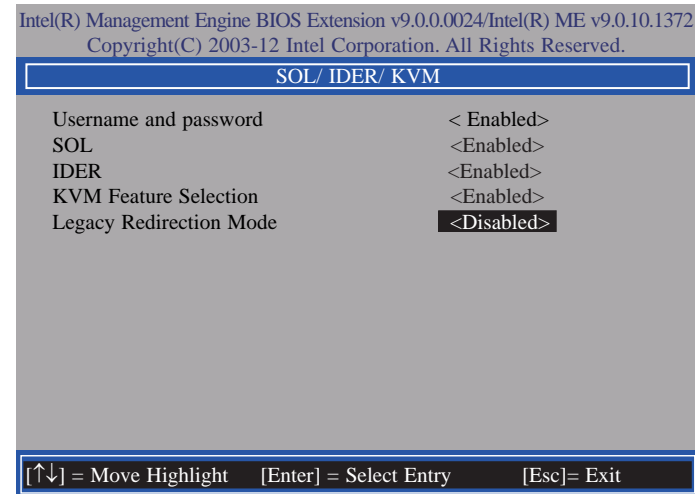 Intel(R) Management Engine BIOS Extension v9.0.0.0024/Intel(R) ME v9.0.10.1372
Copyright(C) 2003-12 Intel Corporation. All Rights Reserved.
SOL/ IDER/ KVM
Username and password < Enabled>
SOL <Enabled>
IDER <Enabled>
KVM Feature Selection <Enabled>
Legacy Redirection Mode <Disabled>
[↑↓] = Move Highlight [Enter] = Select Entry [Esc]= Exit